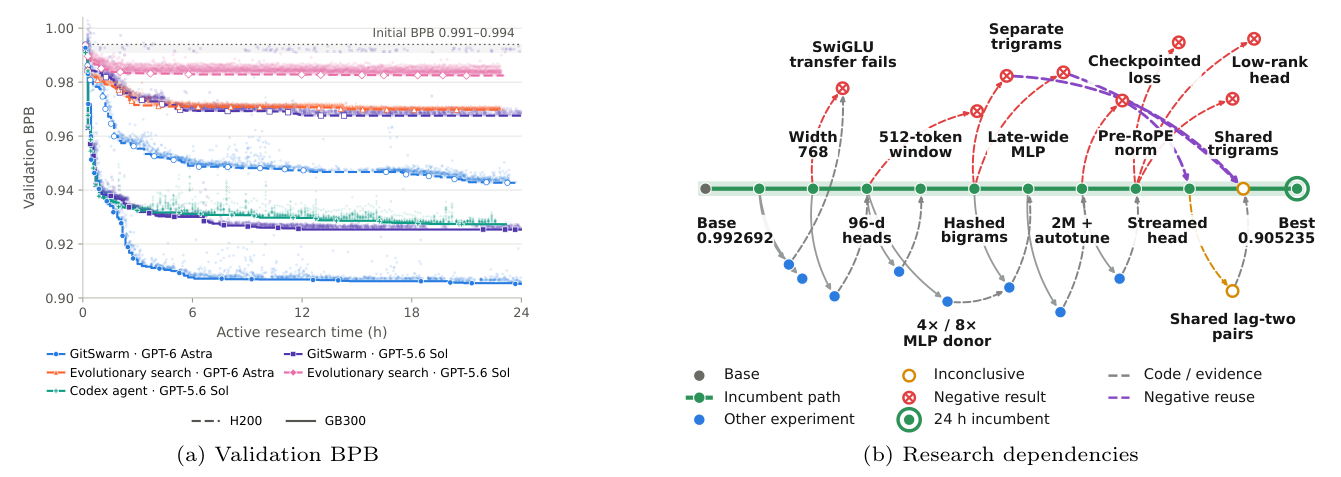 1.00
0.98
0.96
0.94
0.92
0.90
Validation BPB
Initial BPB 0.991–0.994
0
6
12
18
24
Active research time (h)
GitSwarm · GPT-6 Astra
GitSwarm · GPT-5.6 Sol
Evolutionary search · GPT-6 Astra
Evolutionary search · GPT-5.6 Sol
Codex agent · GPT-5.6 Sol
H200
GB300
(a) Validation BPB
SwiGLU
transfer fails
Separate
trigrams
Checkpointed
loss
Low-rank
head
Width
768
512-token
window
Late-wide
MLP
Pre-RoPE
norm
Shared
trigrams
Base
0.992692
96-d
heads
Hashed
bigrams
2M +
autotune
Streamed
head
Best
0.905235
4× / 8×
MLP donor
Shared lag-two
pairs
Base
Inconclusive
Code / evidence
Incumbent path
Negative result
Negative reuse
Other experiment
24 h incumbent
(b) Research dependencies